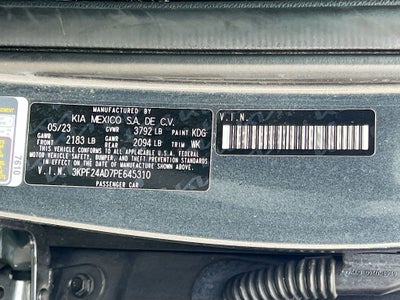 MANUFACTURED BY
KIA MEXICO S.A. DE C.V.
05/23 GVWR 3792 LB PAINT KDG
GAWR FRONT 2183 LB GAWR REAR 2094 LB TRIM WK
THIS VEHICLE CONFORMS TO ALL APPLICABLE U.S.A. FEDERAL
MOTOR VEHICLE SAFETY, BUMPER, AND THEFT PREVENTION STANDARDS
IN EFFECT ON THE DATE OF MANUFACTURE SHOWN ABOVE.
V.I.N. 3KPF24AD7PE645310
PASSENGER CAR
V.I.N.
7610